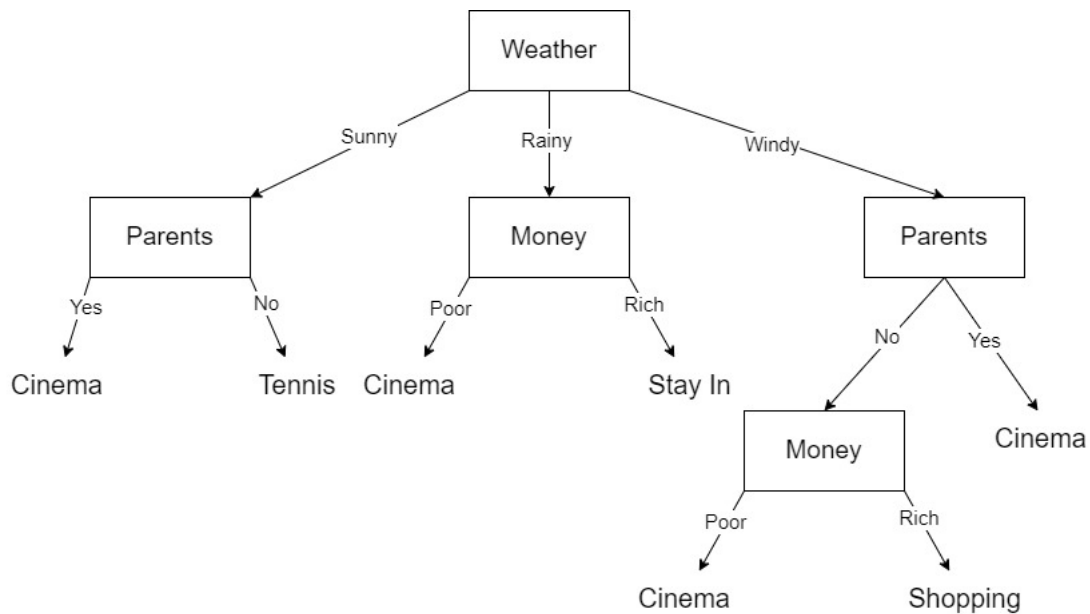 Weather
Sunny
Rainy
Windy
Parents
Money
Parents
Yes
No
Poor
Rich
No
Yes
Cinema
Tennis
Cinema
Stay In
Cinema
Money
Poor
Rich
Cinema
Shopping